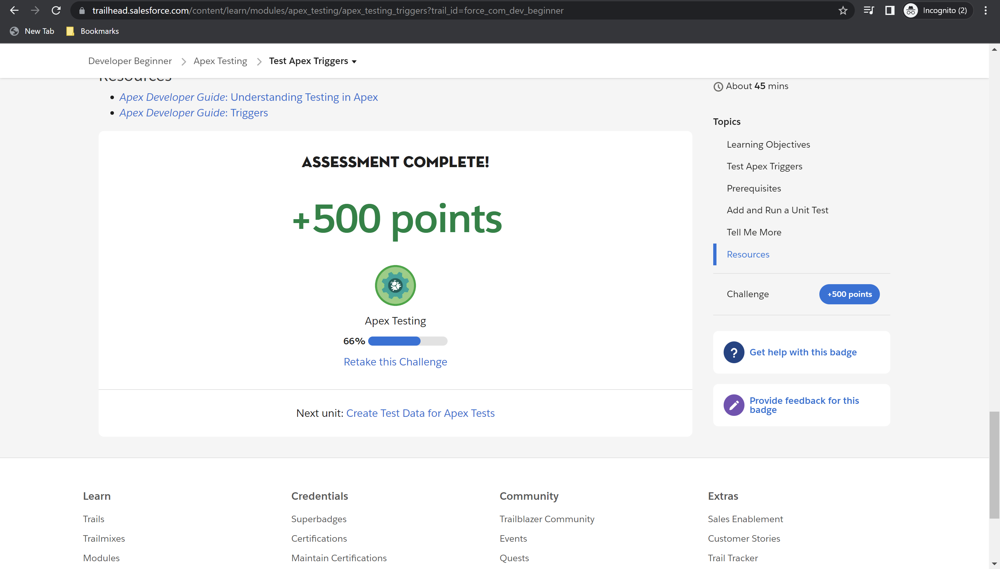 trailhead.salesforce.com/content/learn/modules/apex_testing/apex_testing_triggers?trail_id=force_com_dev_beginner
Incognito (2)
New Tab
Bookmarks
Developer Beginner
Apex Testing
Test Apex Triggers
Resources
Apex Developer Guide: Understanding Testing in Apex
Apex Developer Guide: Triggers
ASSESSMENT COMPLETE!
+500 points
Apex Testing
66%
Retake this Challenge
Next unit: Create Test Data for Apex Tests
About 45 mins
Topics
Learning Objectives
Test Apex Triggers
Prerequisites
Add and Run a Unit Test
Tell Me More
Resources
Challenge
+500 points
?
Get help with this badge
Provide feedback for this
badge
Learn
Trails
Trailmixes
Modules
Credentials
Superbadges
Certifications
Maintain Certifications
Community
Trailblazer Community
Events
Quests
Extras
Sales Enablement
Customer Stories
Trail Tracker